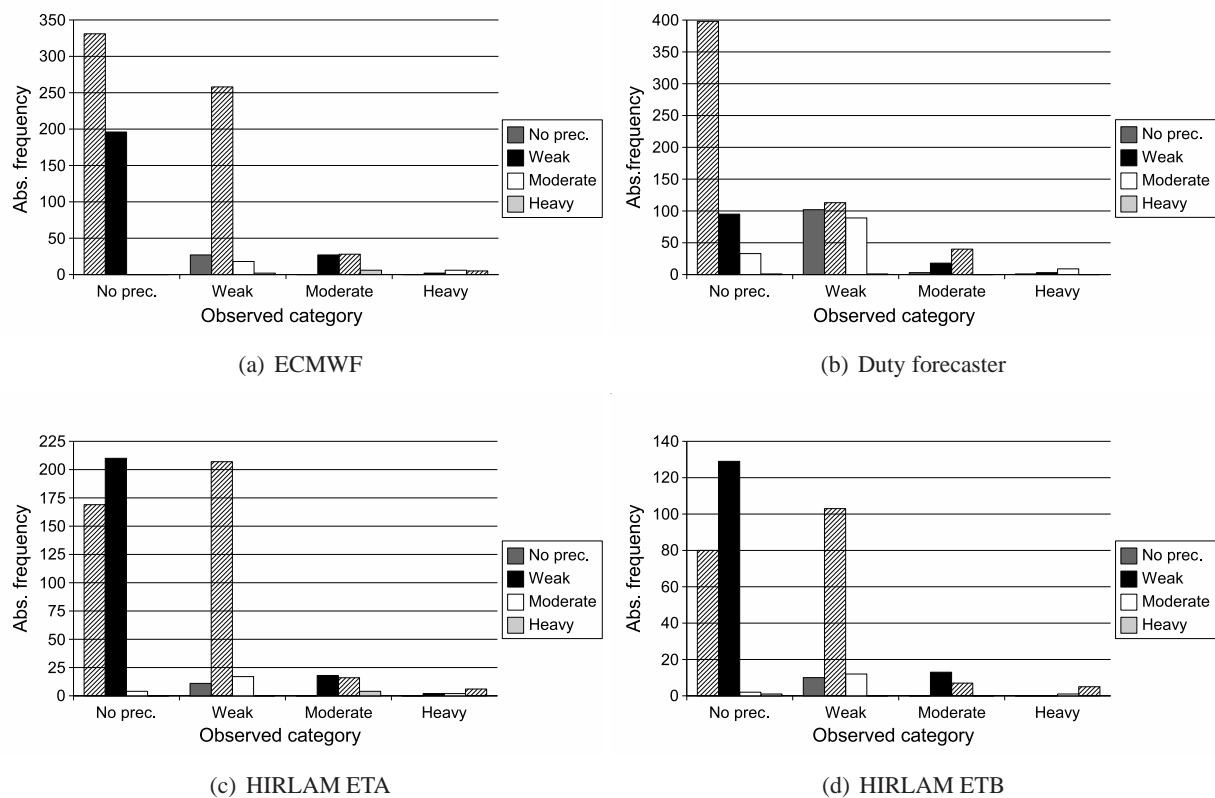 350
300
250
200
150
100
50
0
Abs. frequency
No prec.
Weak
Moderate
Heavy
No prec. Weak Moderate Heavy
Observed category
(a) ECMWF
400
350
300
250
200
150
100
50
0
Abs.frequency
No prec.
Weak
Moderate
Heavy
No prec. Weak Moderate Heavy
Observed category
(b) Duty forecaster
225
200
175
150
125
100
75
50
25
0
Abs. frequency
No prec.
Weak
Moderate
Heavy
No prec. Weak Moderate Heavy
Observed category
(c) HIRLAM ETA
140
120
100
80
60
40
20
0
Abs. frequency
No prec.
Weak
Moderate
Heavy
No prec. Weak Moderate Heavy
Observed category
(d) HIRLAM ETB